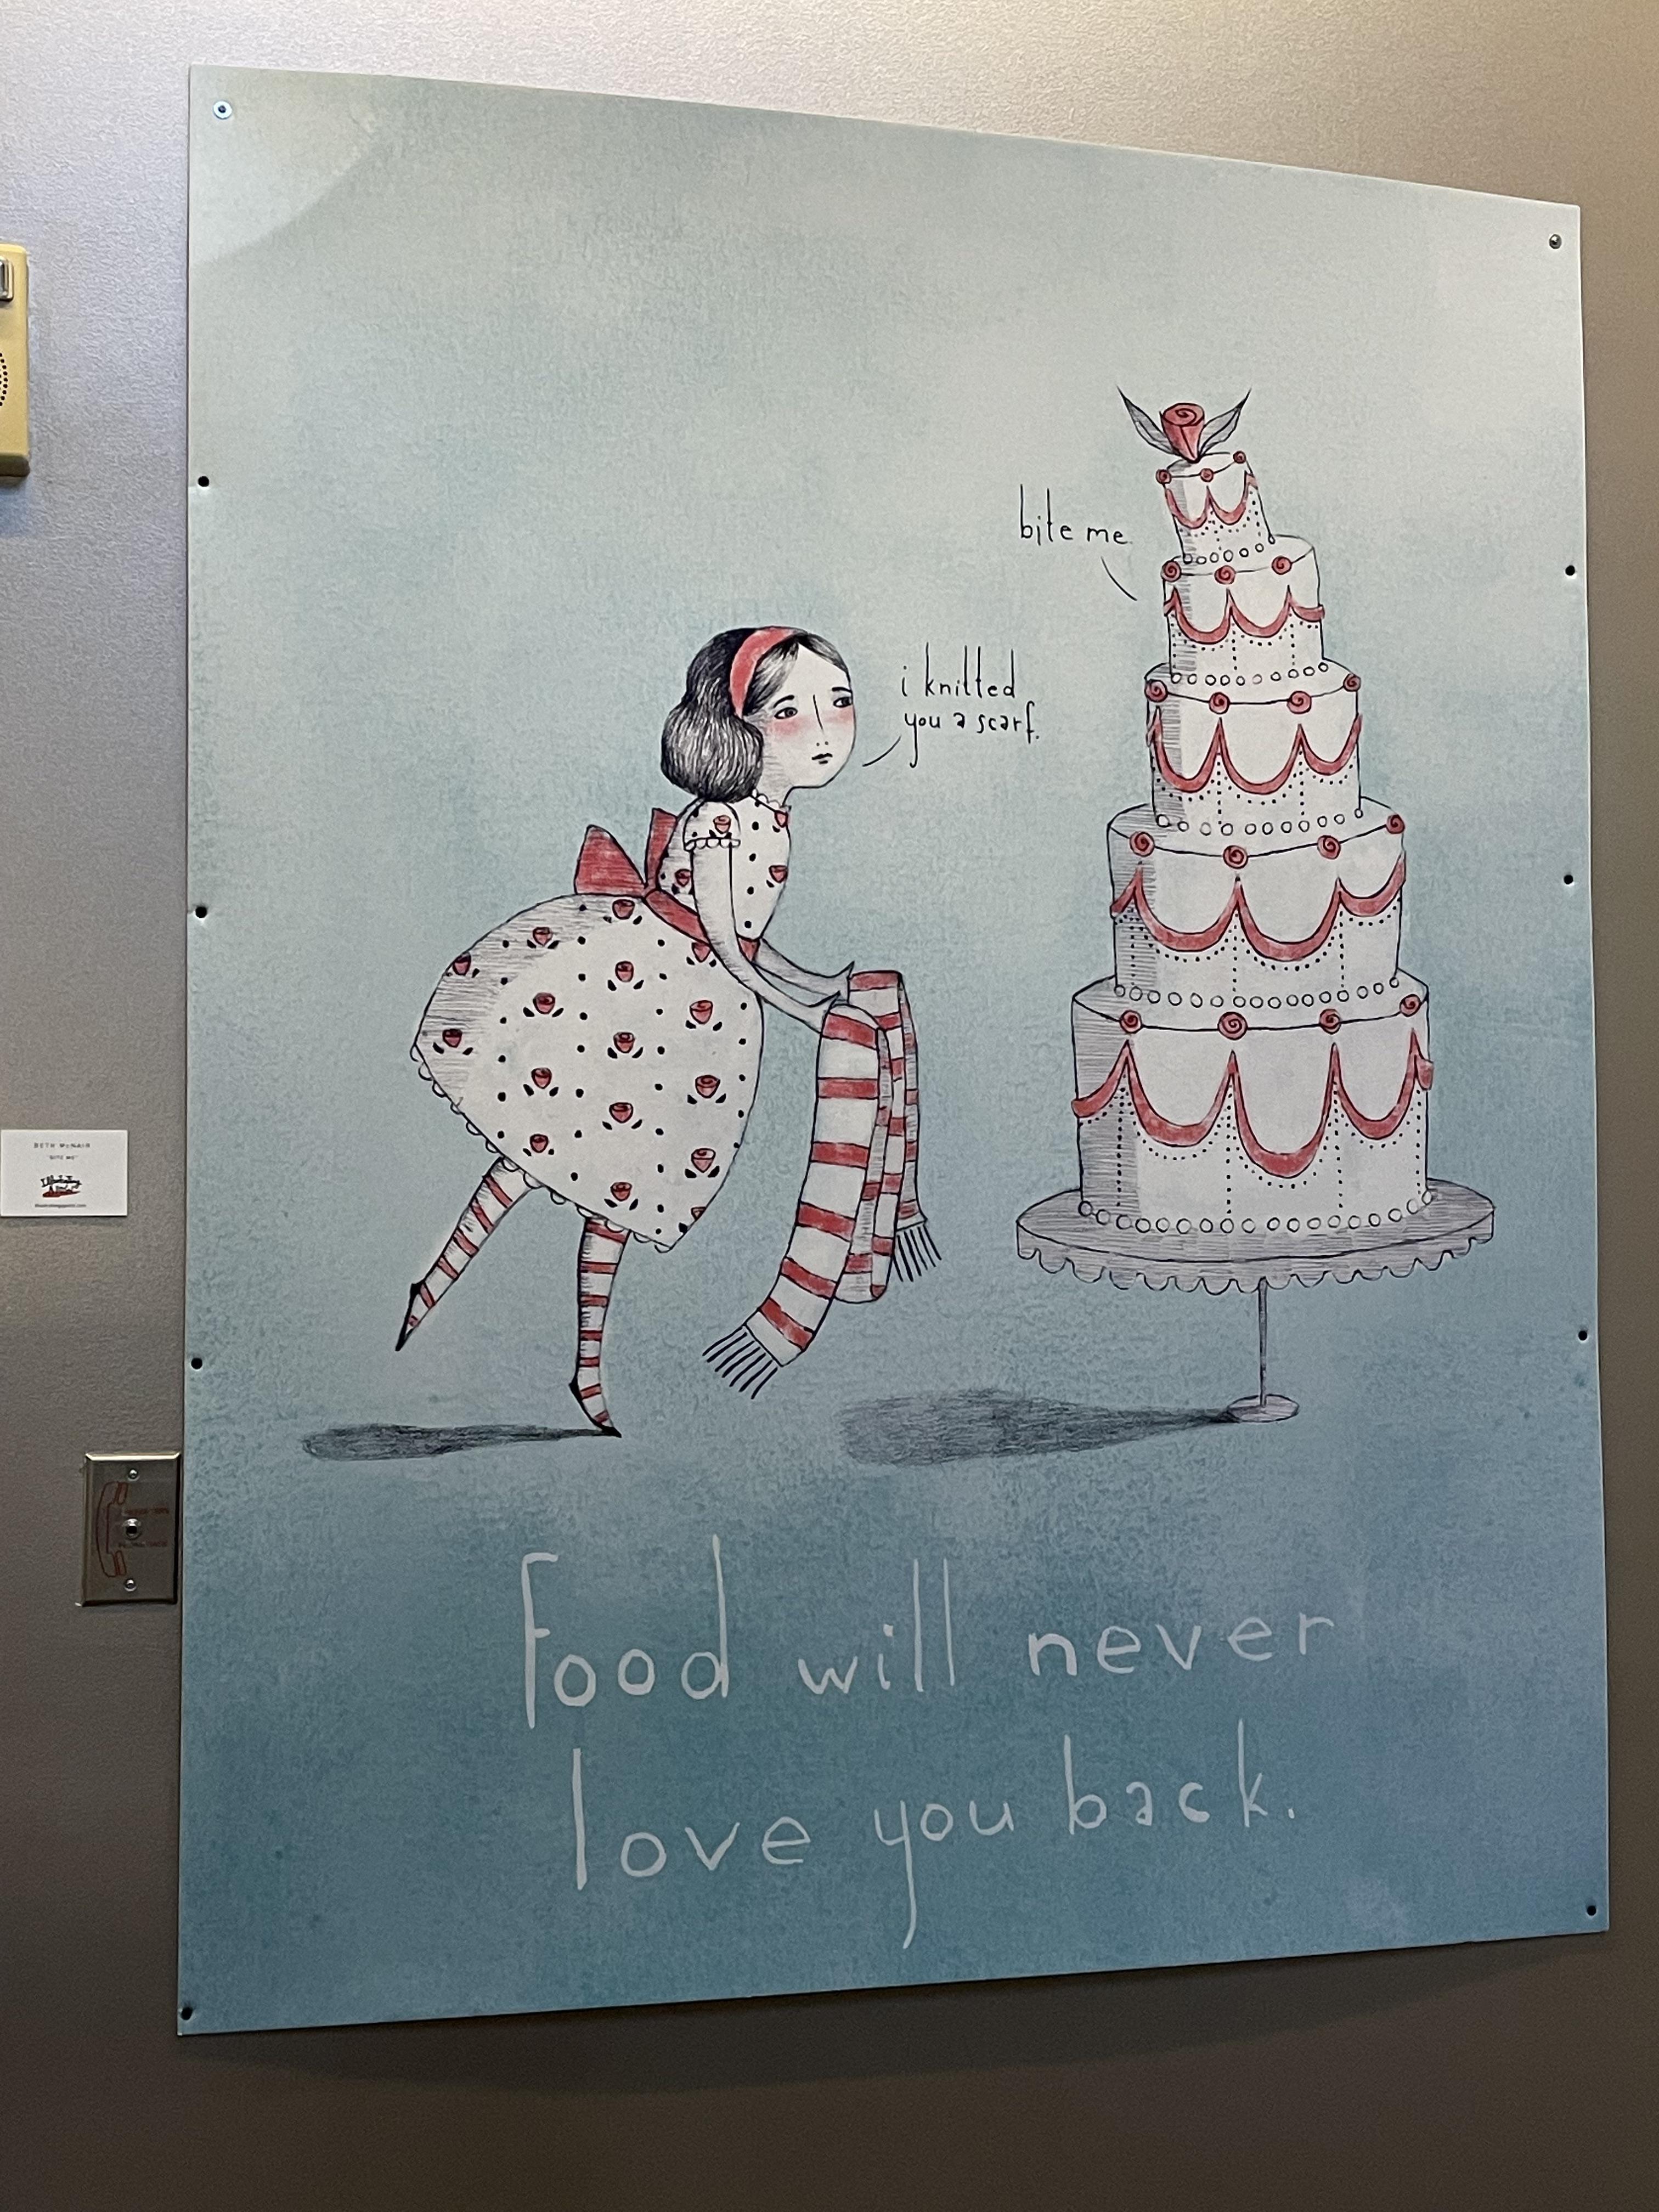 bite me
i knitted
you a scarf.
BETH McNAIR
"BITE ME"
Food will never
love you back.